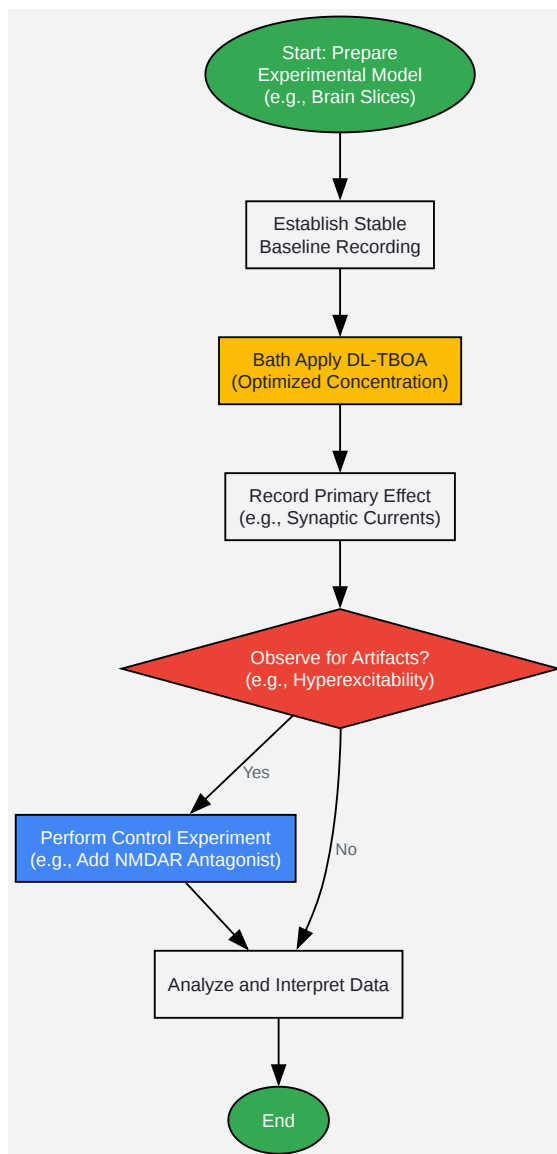 Start: Prepare
Experimental Model
(e.g., Brain Slices)
Establish Stable
Baseline Recording
Bath Apply DL-TBOA
(Optimized Concentration)
Record Primary Effect
(e.g., Synaptic Currents)
Observe for Artifacts?
(e.g., Hyperexcitability)
Yes
Perform Control Experiment
(e.g., Add NMDAR Antagonist)
No
Analyze and Interpret Data
End